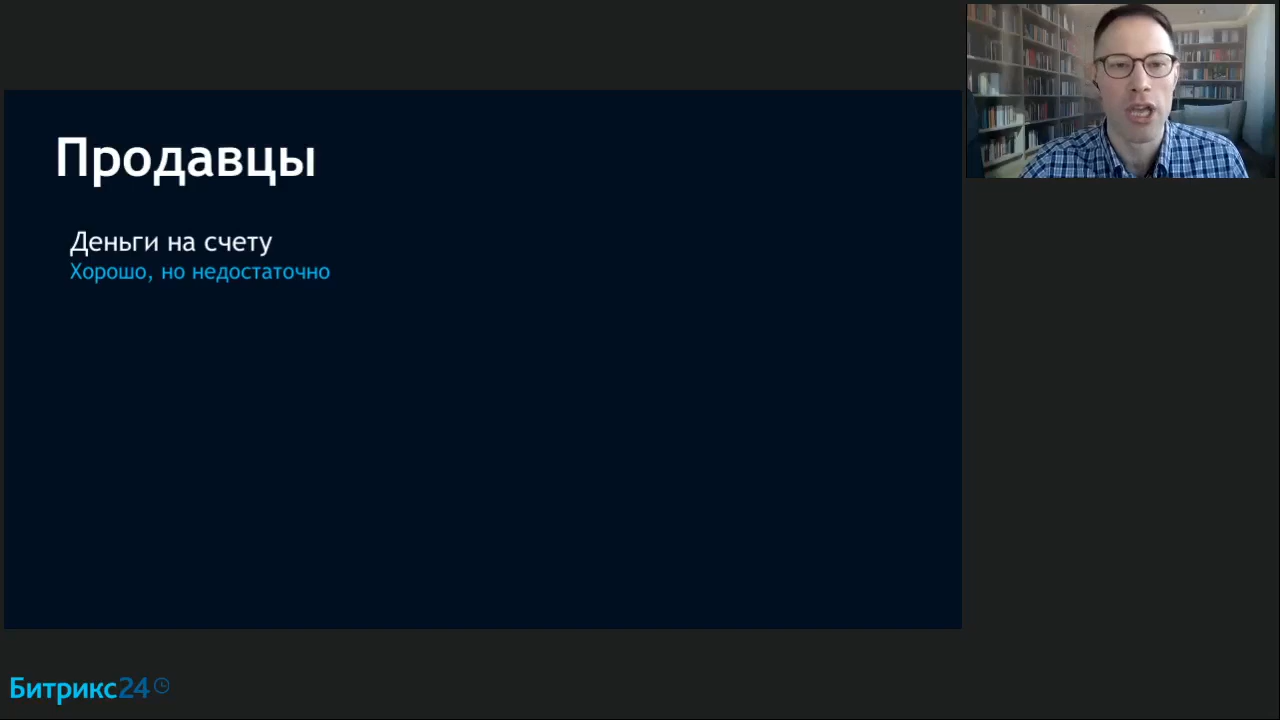 Продавцы
Деньги на счету
Хорошо, но недостаточно
Битрикс24